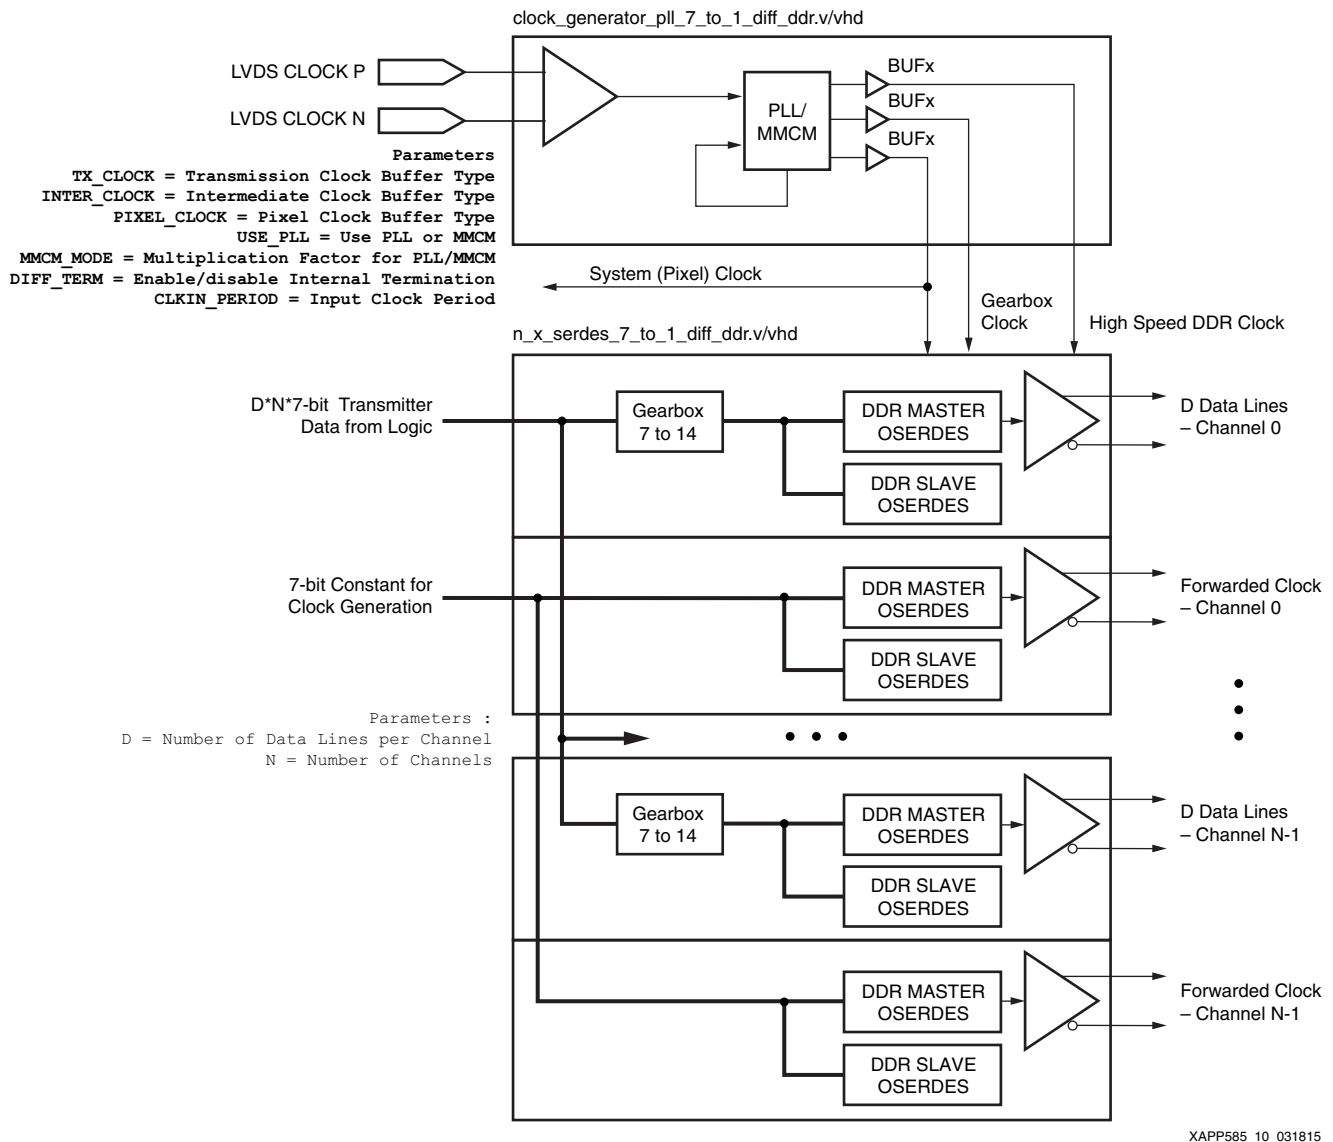 clock_generator_pll_7_to_1_diff_ddr.v/vhd
LVDS CLOCK P
LVDS CLOCK N
PLL/
MMCM
BUFx
BUFx
BUFx
Parameters
TX_CLOCK = Transmission Clock Buffer Type
INTER_CLOCK = Intermediate Clock Buffer Type
PIXEL_CLOCK = Pixel Clock Buffer Type
USE_PLL = Use PLL or MMCM
MMCM_MODE = Multiplication Factor for PLL/MMCM
DIFF_TERM = Enable/disable Internal Termination
CLKIN_PERIOD = Input Clock Period
System (Pixel) Clock
Gearbox
Clock
High Speed DDR Clock
n_x_serdes_7_to_1_diff_ddr.v/vhd
D*N*7-bit Transmitter
Data from Logic
Gearbox
7 to 14
DDR MASTER
OSERDES
DDR SLAVE
OSERDES
D Data Lines
– Channel 0
7-bit Constant for
Clock Generation
DDR MASTER
OSERDES
DDR SLAVE
OSERDES
Forwarded Clock
– Channel 0
Parameters :
D = Number of Data Lines per Channel
N = Number of Channels
Gearbox
7 to 14
DDR MASTER
OSERDES
DDR SLAVE
OSERDES
D Data Lines
– Channel N-1
DDR MASTER
OSERDES
DDR SLAVE
OSERDES
Forwarded Clock
– Channel N-1
XAPP585_10_031815